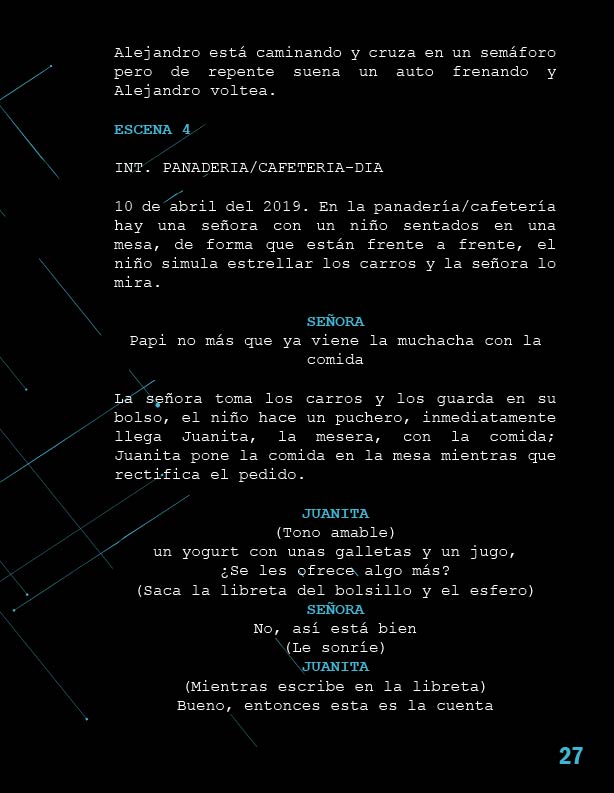 Alejandro está caminando y cruza en un semáforo
pero de repente suena un auto frenando y
Alejandro voltea.
ESCENA 4
INT. PANADERIA/CAFETERIA-DIA
10 de abril del 2019. En la panadería/cafetería
hay una señora con un niño sentados en una
mesa, de forma que están frente a frente, el
niño simula estrellar los carros y la señora lo
mira.
SEÑORA
Papi no más que ya viene la muchacha con la
comida
La señora toma los carros y los guarda en su
bolso, el niño hace un puchero, inmediatamente
llega Juanita, la mesera, con la comida;
Juanita pone la comida en la mesa mientras que
rectifica el pedido.
JUANITA
(Tono amable)
un yogurt con unas galletas y un jugo,
¿Se les ofrece algo más?
(Saca la libreta del bolsillo y el esfero)
SEÑORA
No, así está bien
(Le sonríe)
JUANITA
(Mientras escribe en la libreta)
Bueno, entonces esta es la cuenta
27